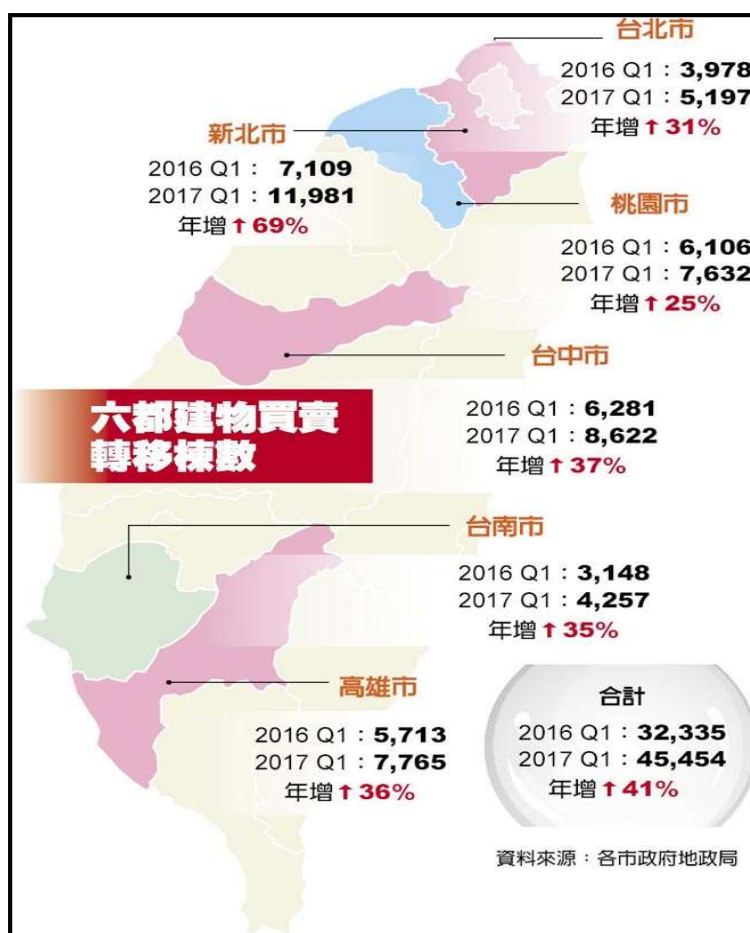 台北市
2016 Q1：3,978
2017 Q1：5,197
年增↑31%
新北市
2016 Q1： 7,109
2017 Q1：11,981
年增↑69%
桃園市
2016 Q1：6,106
2017 Q1：7,632
年增↑25%
台中市
2016 Q1：6,281
2017 Q1：8,622
年增↑37%
六都建物買賣
轉移棟數
台南市
2016 Q1：3,148
2017 Q1：4,257
年增↑35%
高雄市
2016 Q1：5,713
2017 Q1：7,765
年增↑36%
合計
2016 Q1：32,335
2017 Q1：45,454
年增↑41%
資料來源：各市政府地政局